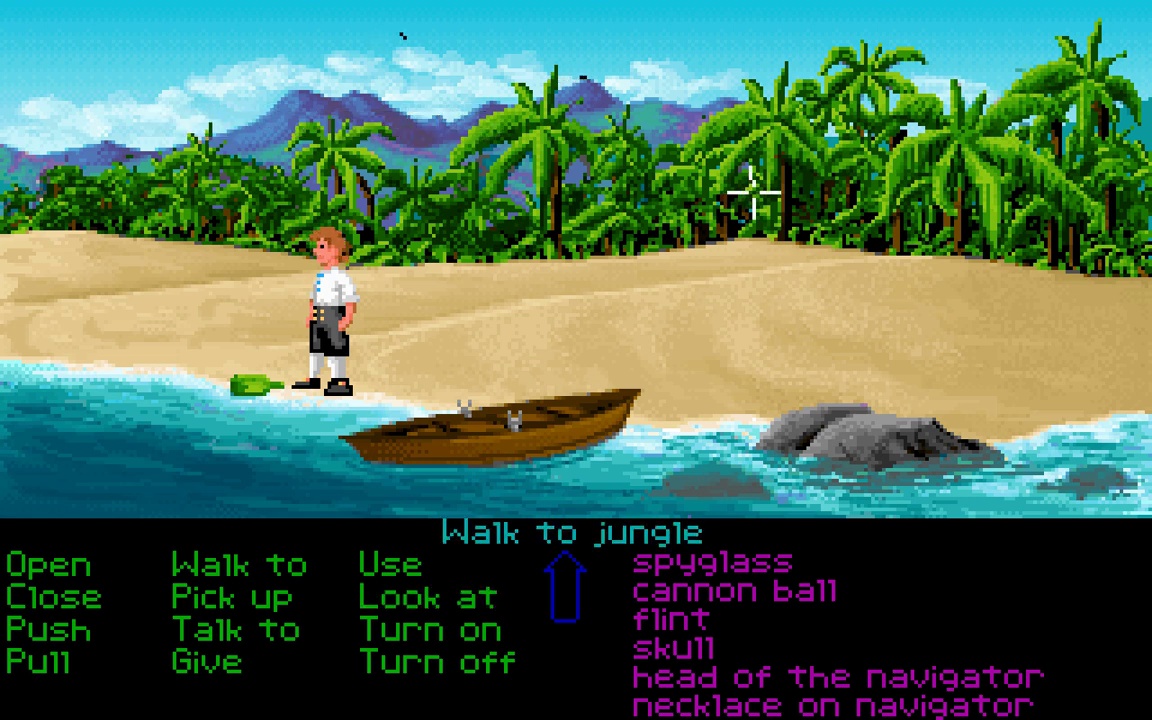 Walk to jungle
Open Walk to Use spyglass
Close Pick up Look at cannon ball
Push Talk to Turn on flint
Pull Give Turn off skull
head of the navigator
necklace on navigator